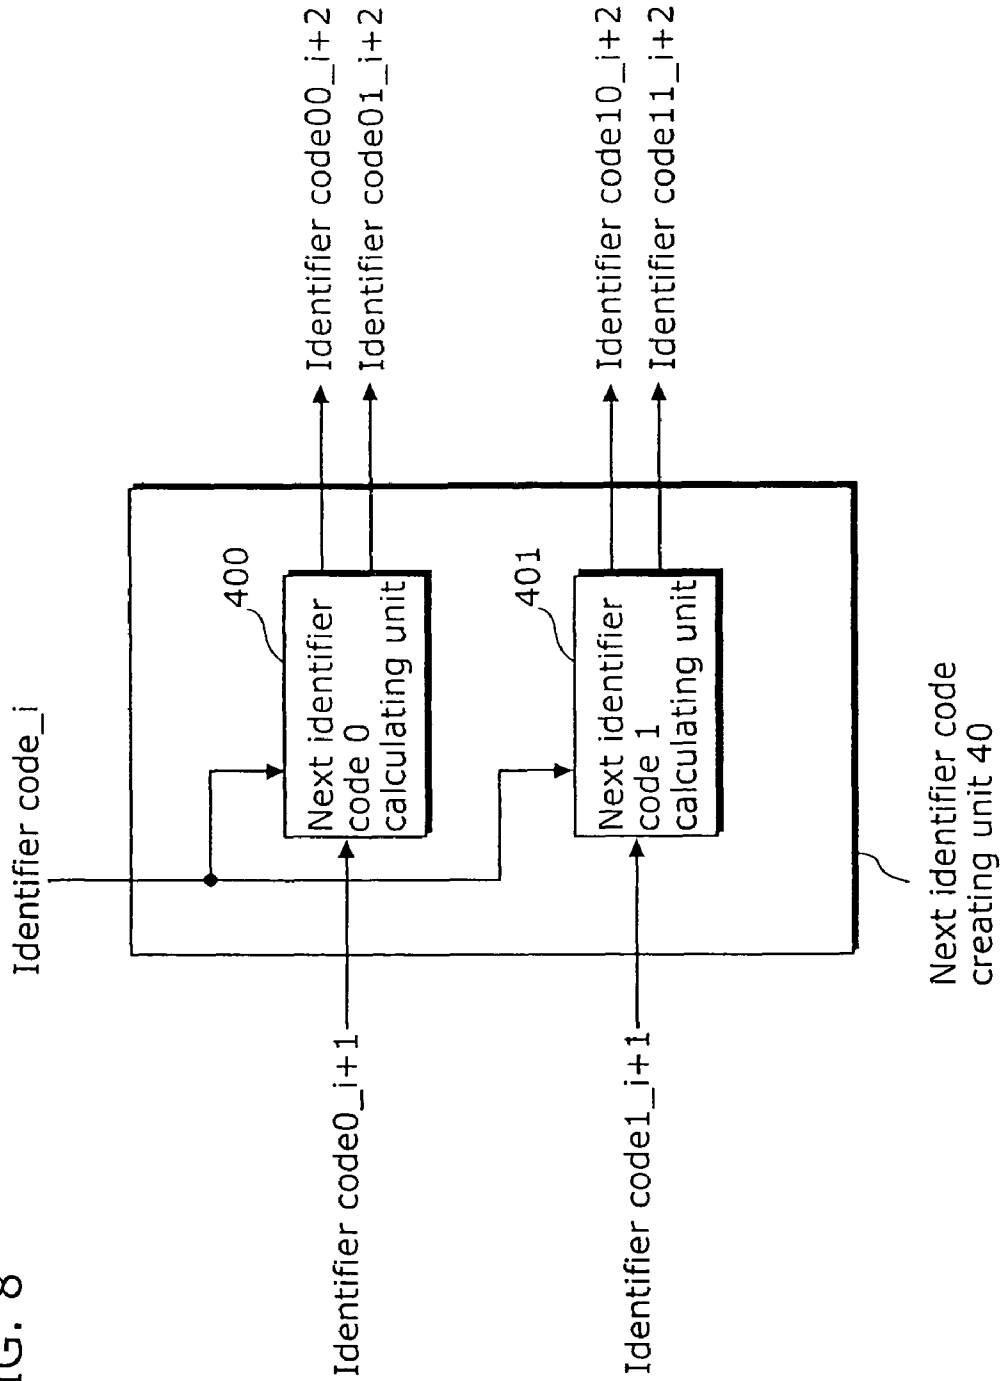 IG. 8
Identifier code_i
Identifier code0_i+1
Identifier code1_i+1
400
Next identifier
code 0
calculating unit
401
Next identifier
code 1
calculating unit
Identifier code00_i+2
Identifier code01_i+2
Identifier code10_i+2
Identifier code11_i+2
Next identifier code
creating unit 40